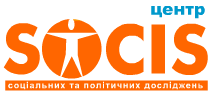 центр
SOCIS
соціальних та політичних досліджень